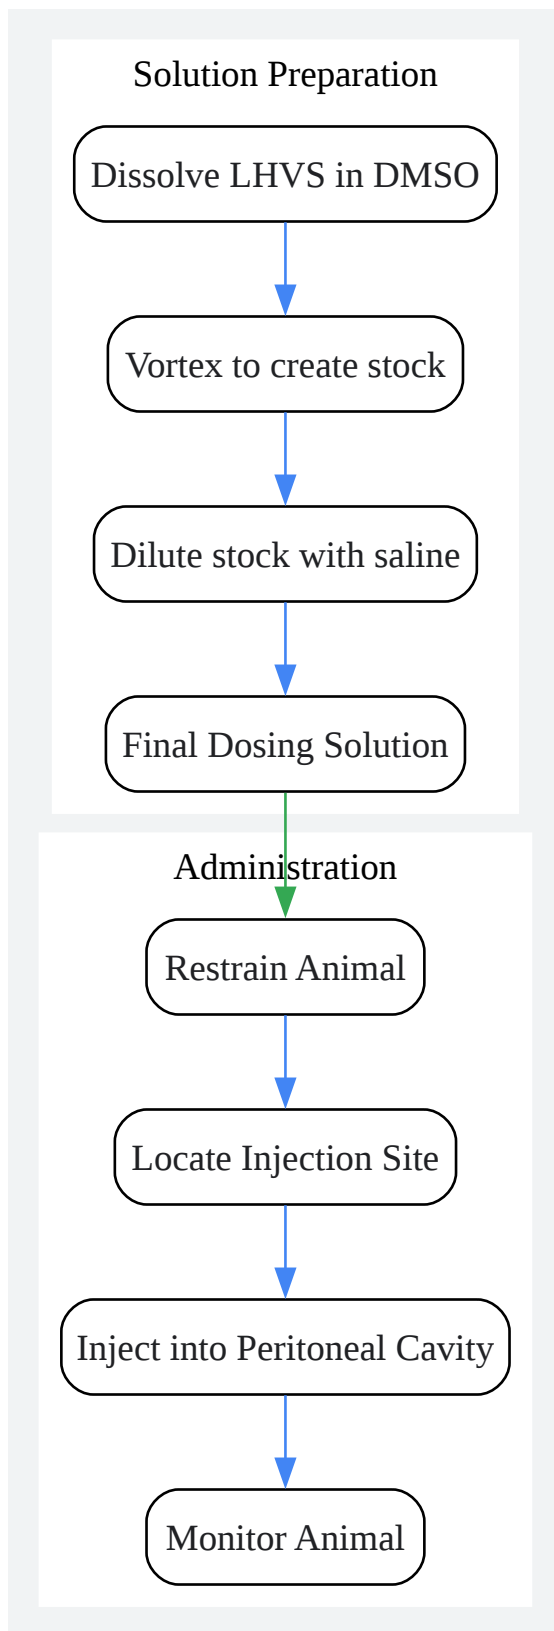 Solution Preparation
Dissolve LHVS in DMSO
Vortex to create stock
Dilute stock with saline
Final Dosing Solution
Administration
Restrain Animal
Locate Injection Site
Inject into Peritoneal Cavity
Monitor Animal